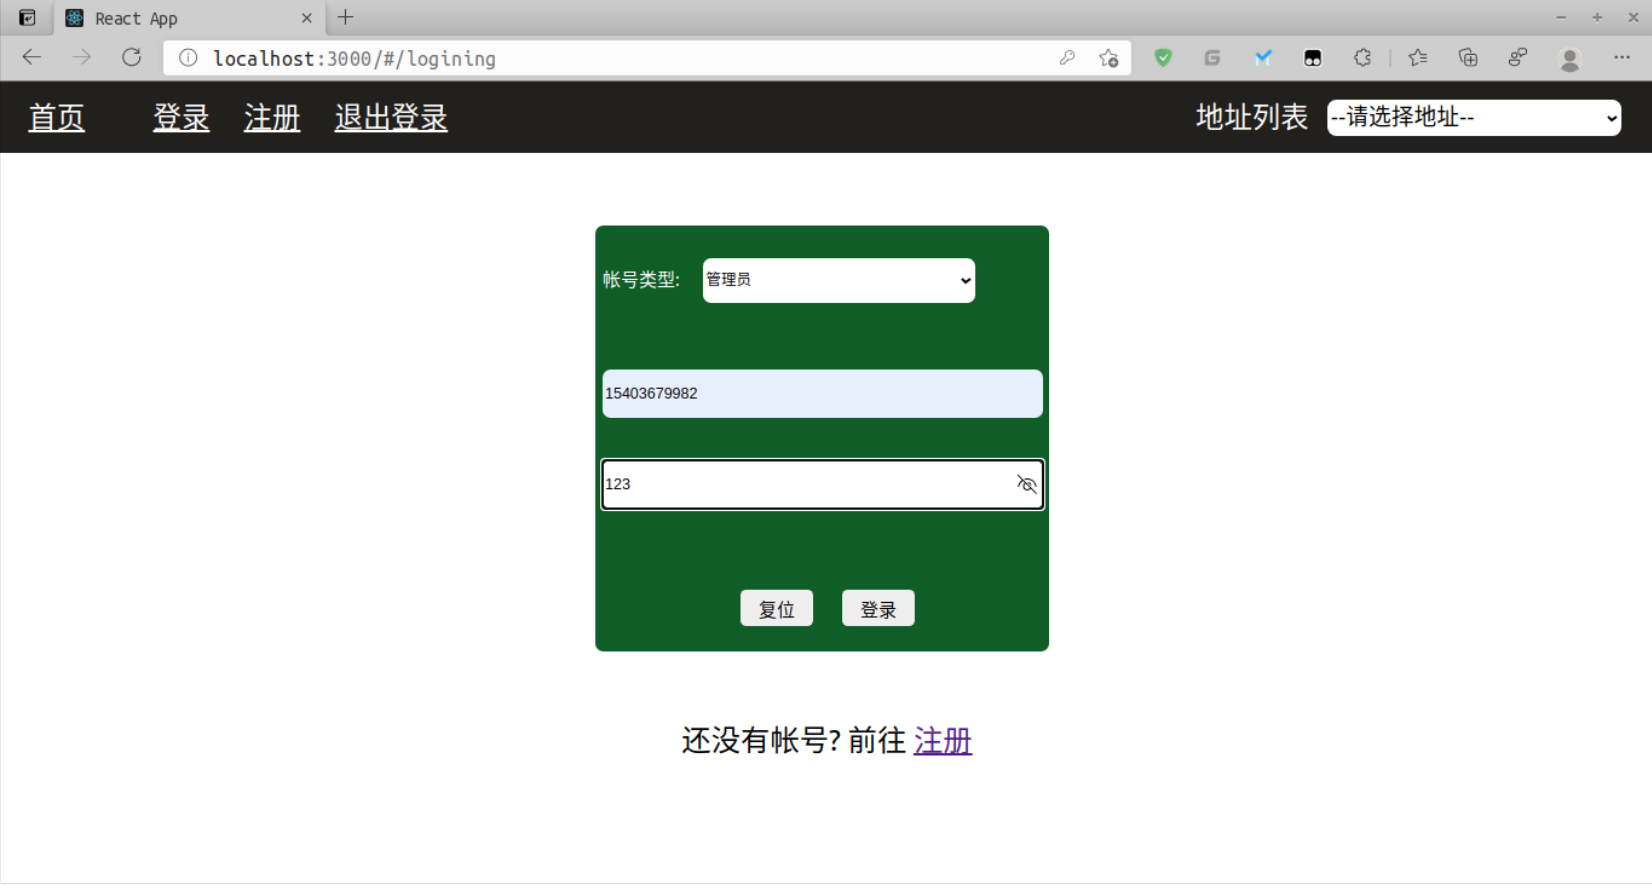 React App
localhost:3000/#/logining
首页 登录 注册 退出登录 地址列表 --请选择地址--
帐号类型: 管理员
15403679982
123
复位 登录
还没有帐号? 前往 注册